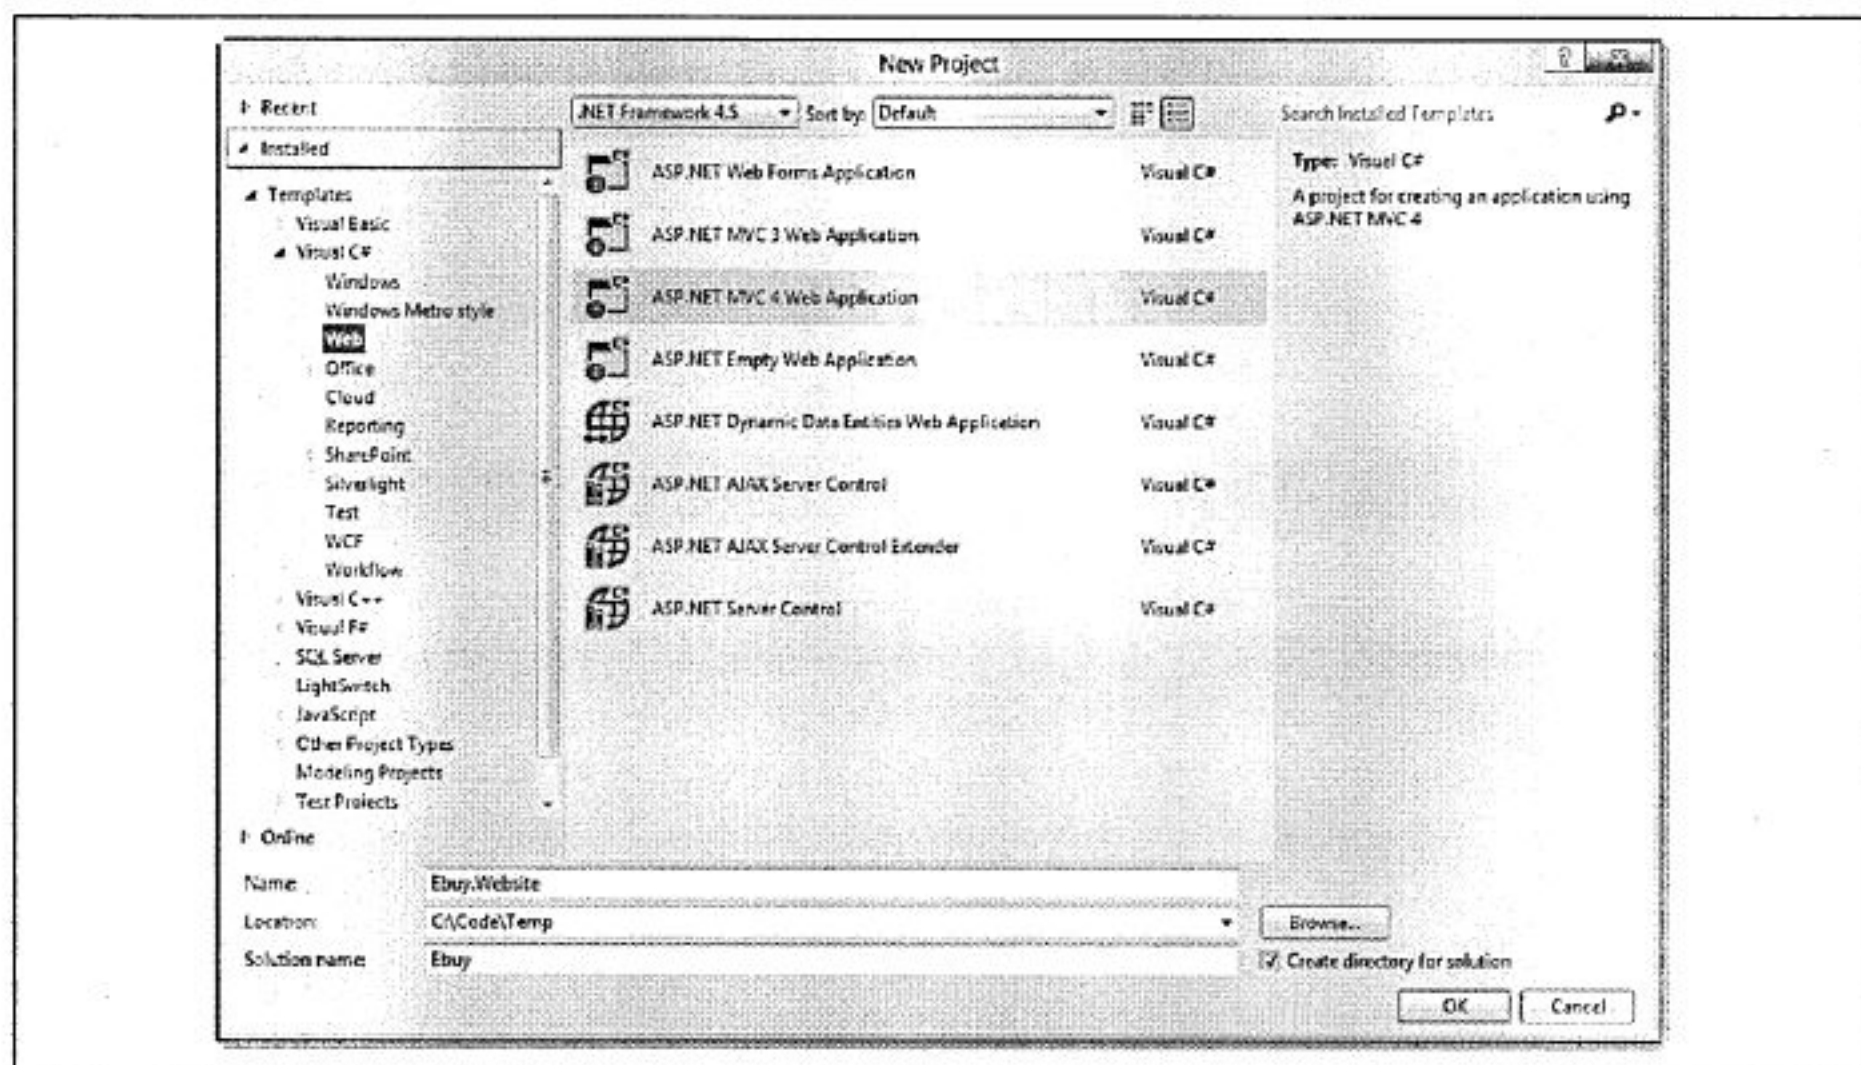 New Project
?
Recent
Installed
Templates
Visual Basic
Visual C#
Windows
Windows Metro style
Web
Office
Cloud
Reporting
SharePoint
Silverlight
Test
WCF
Workflow
Visual C++
Visual F#
SQL Server
LightSwitch
JavaScript
Other Project Types
Modeling Projects
Test Projects
Online
.NET Framework 4.5 Sort by: Default
ASP.NET Web Forms Application Visual C#
ASP.NET MVC 3 Web Application Visual C#
ASP.NET MVC 4 Web Application Visual C#
ASP.NET Empty Web Application Visual C#
ASP.NET Dynamic Data Entities Web Application Visual C#
ASP.NET AJAX Server Control Visual C#
ASP.NET AJAX Server Control Extender Visual C#
ASP.NET Server Control Visual C#
Search Installed Templates
Type: Visual C#
A project for creating an application using
ASP.NET MVC 4
Name: Ebuy.Website
Location: C:\Code\Temp Browse...
Solution name: Ebuy Create directory for solution
OK Cancel